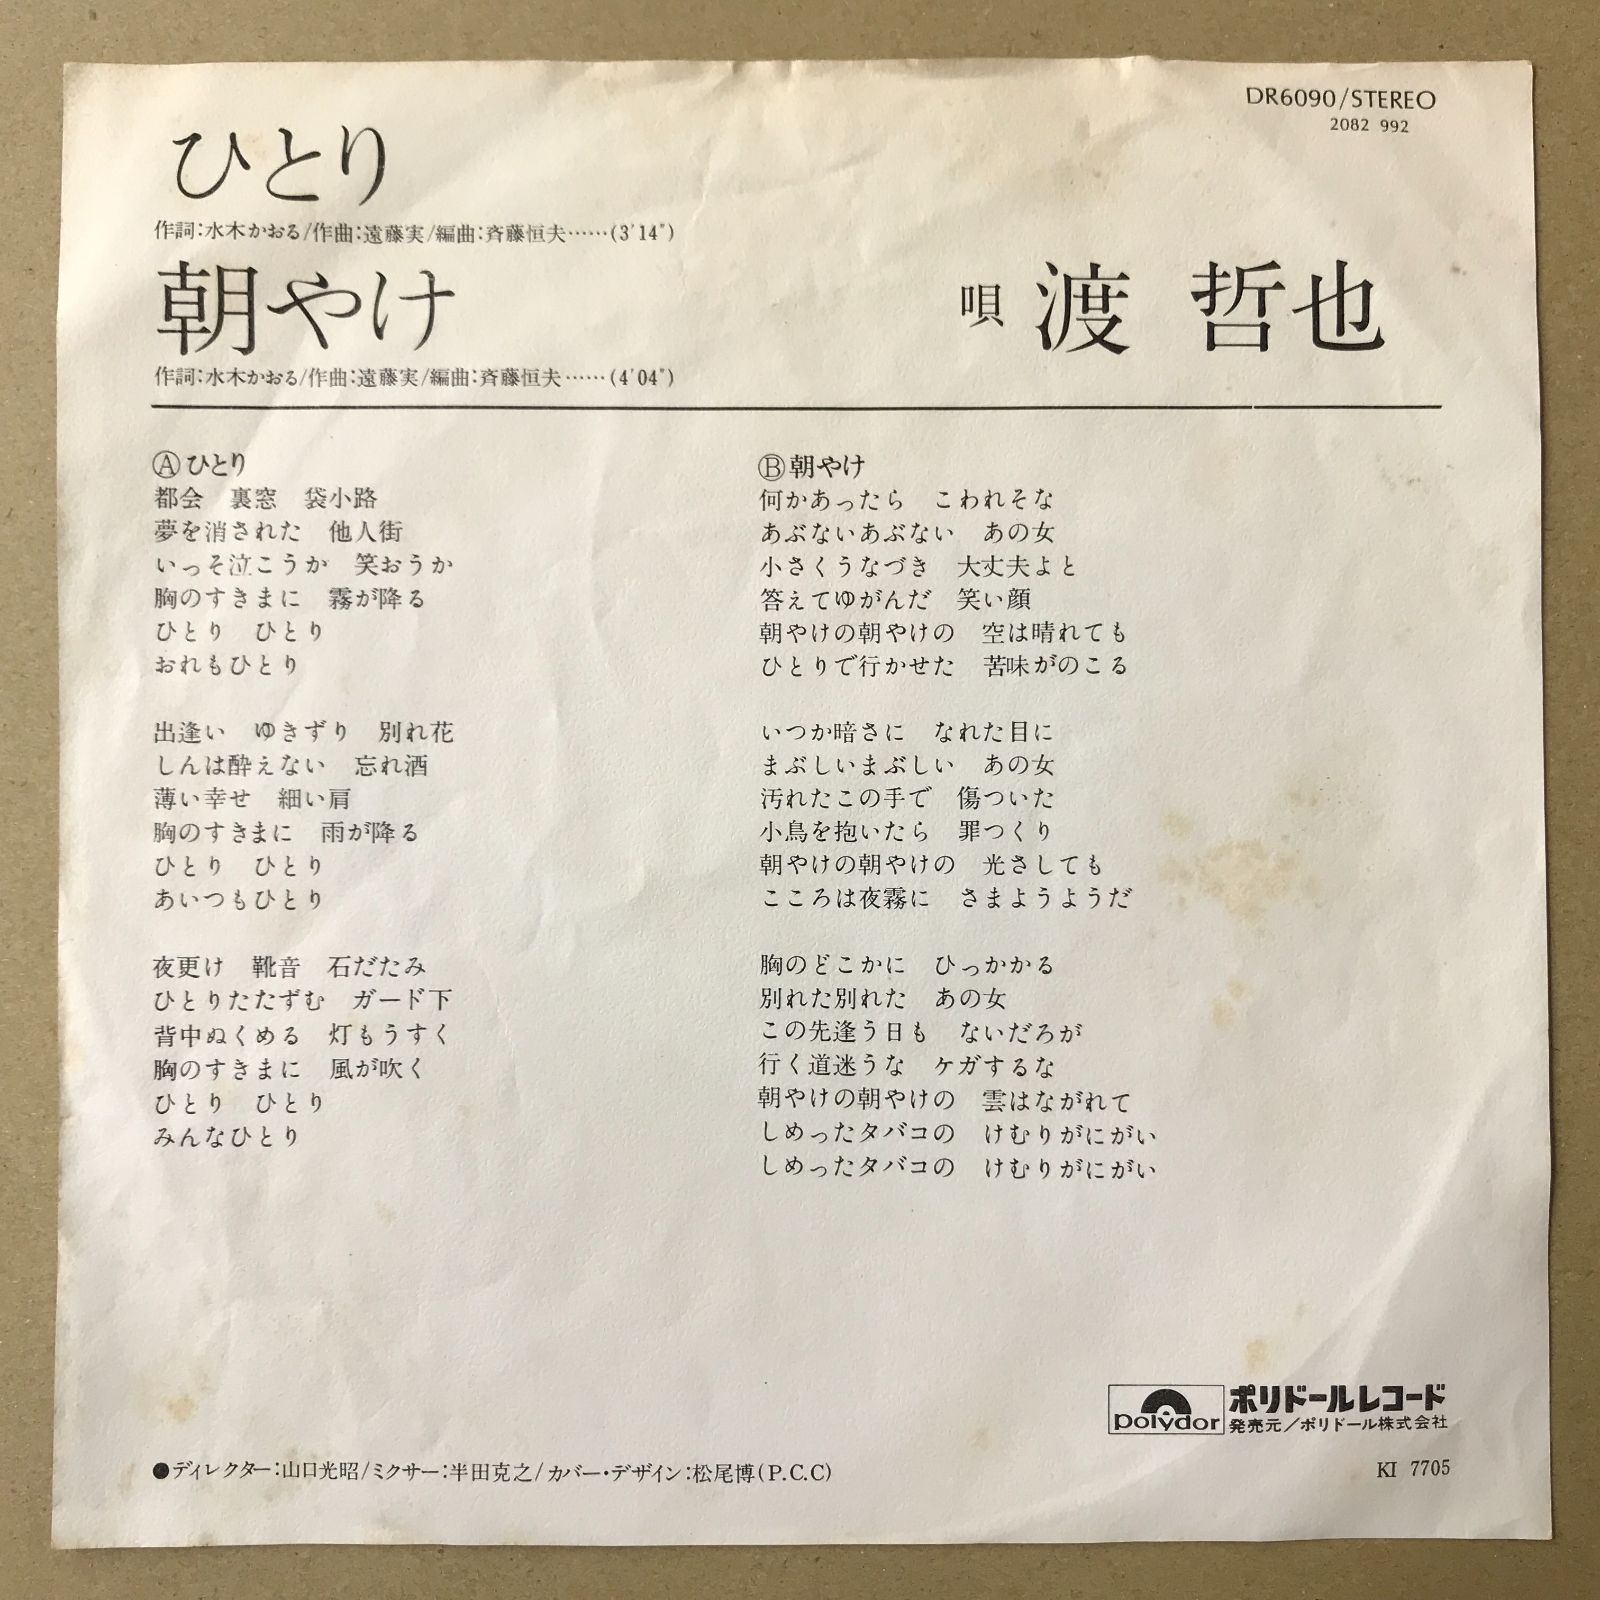 DR6090/STEREO
2082 992
ひとり
作詞:水木かおる/作曲:遠藤実/編曲:斉藤恒夫……(3'14")
朝やけ
唄 渡 哲也
作詞:水木かおる/作曲:遠藤実/編曲:斉藤恒夫……(4'04")
Ⓐひとり
都会　裏窓　袋小路
夢を消された　他人街
いっそ泣こうか　笑おうか
胸のすきまに　霧が降る
ひとり　ひとり
おれもひとり
出逢い　ゆきずり　別れ花
しんは酔えない　忘れ酒
薄い幸せ　細い肩
胸のすきまに　雨が降る
ひとり　ひとり
あいつもひとり
夜更け　靴音　石だたみ
ひとりたたずむ　ガード下
背中ぬくめる　灯もうすく
胸のすきまに　風が吹く
ひとり　ひとり
みんなひとり
Ⓑ朝やけ
何かあったら　こわれそな
あぶないあぶない　あの女
小さくうなづき　大丈夫よと
答えてゆがんだ　笑い顔
朝やけの朝やけの　空は晴れても
ひとりで行かせた　苦味がのこる
いつか暗さに　なれた目に
まぶしいまぶしい　あの女
汚れたこの手で　傷ついた
小鳥を抱いたら　罪つくり
朝やけの朝やけの　光さしても
こころは夜霧に　さまようようだ
胸のどこかに　ひっかかる
別れた別れた　あの女
この先逢う日も　ないだろが
行く道迷うな　ケガするな
朝やけの朝やけの　雲はながれて
しめったタバコの　けむりがにがい
しめったタバコの　けむりがにがい
polydor ポリドールレコード
発売元/ポリドール株式会社
●ディレクター:山口光昭/ミクサー:半田克之/カバー・デザイン:松尾博(P.C.C)
KI 7705